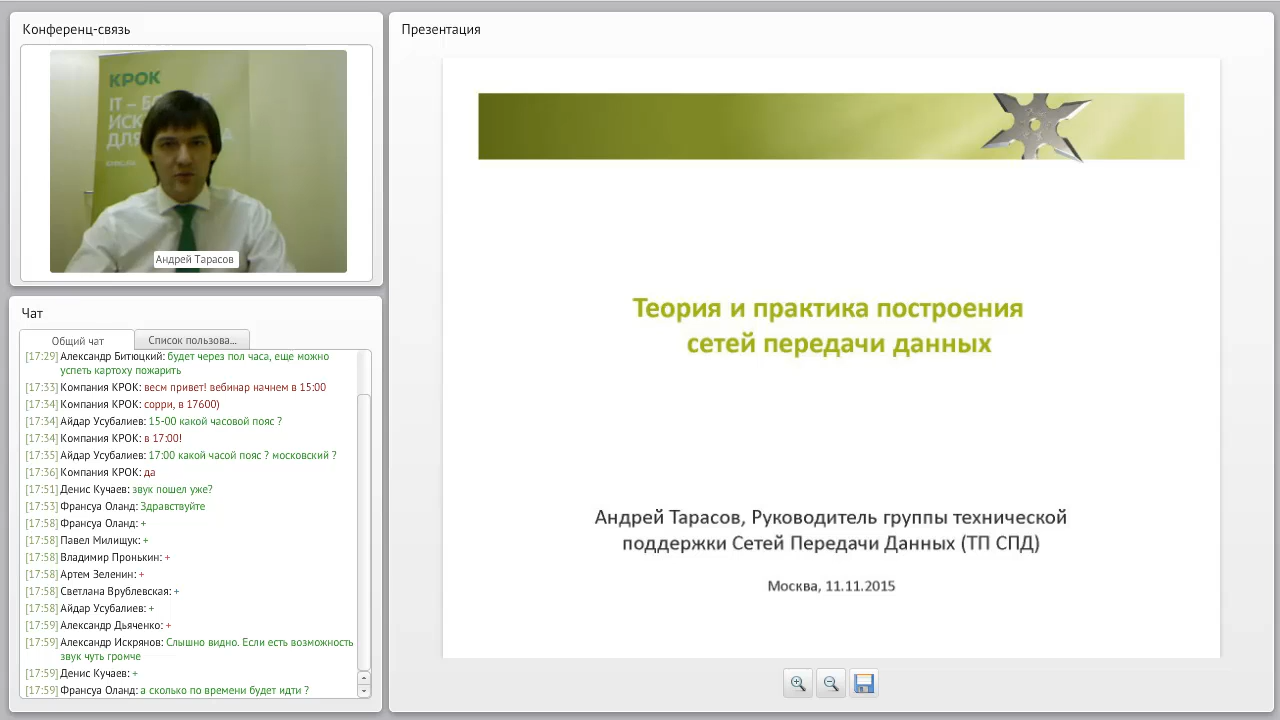 Конференц-связь
КРОК
IT –
ИСК
ДЛЯ
Андрей Тарасов
Чат
Общий чат
Список пользова...
[17:29] Александр Битюцкий: будет через пол часа, еще можно
успеть картоху пожарить
[17:33] Компания КРОК: весм привет! вебинар начнем в 15:00
[17:34] Компания КРОК: сорри, в 17600)
[17:34] Айдар Усубалиев: 15-00 какой часовой пояс ?
[17:34] Компания КРОК: в 17:00!
[17:35] Айдар Усубалиев: 17:00 какой часой пояс ? московский ?
[17:36] Компания КРОК: да
[17:51] Денис Кучаев: звук пошел уже?
[17:53] Франсуа Оланд: Здравствуйте
[17:58] Франсуа Оланд: +
[17:58] Павел Милищук: +
[17:58] Владимир Пронькин: +
[17:58] Артем Зеленин: +
[17:58] Светлана Врублевская: +
[17:58] Айдар Усубалиев: +
[17:59] Александр Дьяченко: +
[17:59] Александр Искрянов: Слышно видно. Если есть возможность
звук чуть громче
[17:59] Денис Кучаев: +
[17:59] Франсуа Оланд: а сколько по времени будет идти ?
Презентация
Теория и практика построения
сетей передачи данных
Андрей Тарасов, Руководитель группы технической
поддержки Сетей Передачи Данных (ТП СПД)
Москва, 11.11.2015